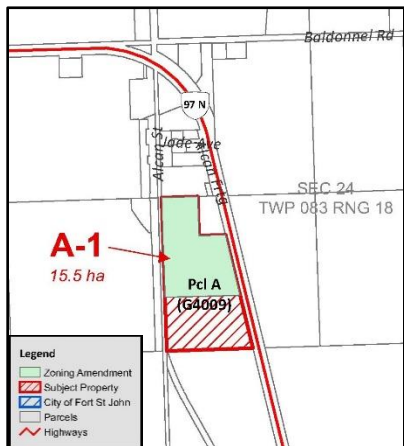 Baldonnel Rd
97 N
Alcan St
Jade Ave
Alcan Frtg
SEC 24
TWP 083 RNG 18
A-1
15.5 ha
Pcl A
(G4009)
Legend
Zoning Amendment
Subject Property
City of Fort St John
Parcels
Highways